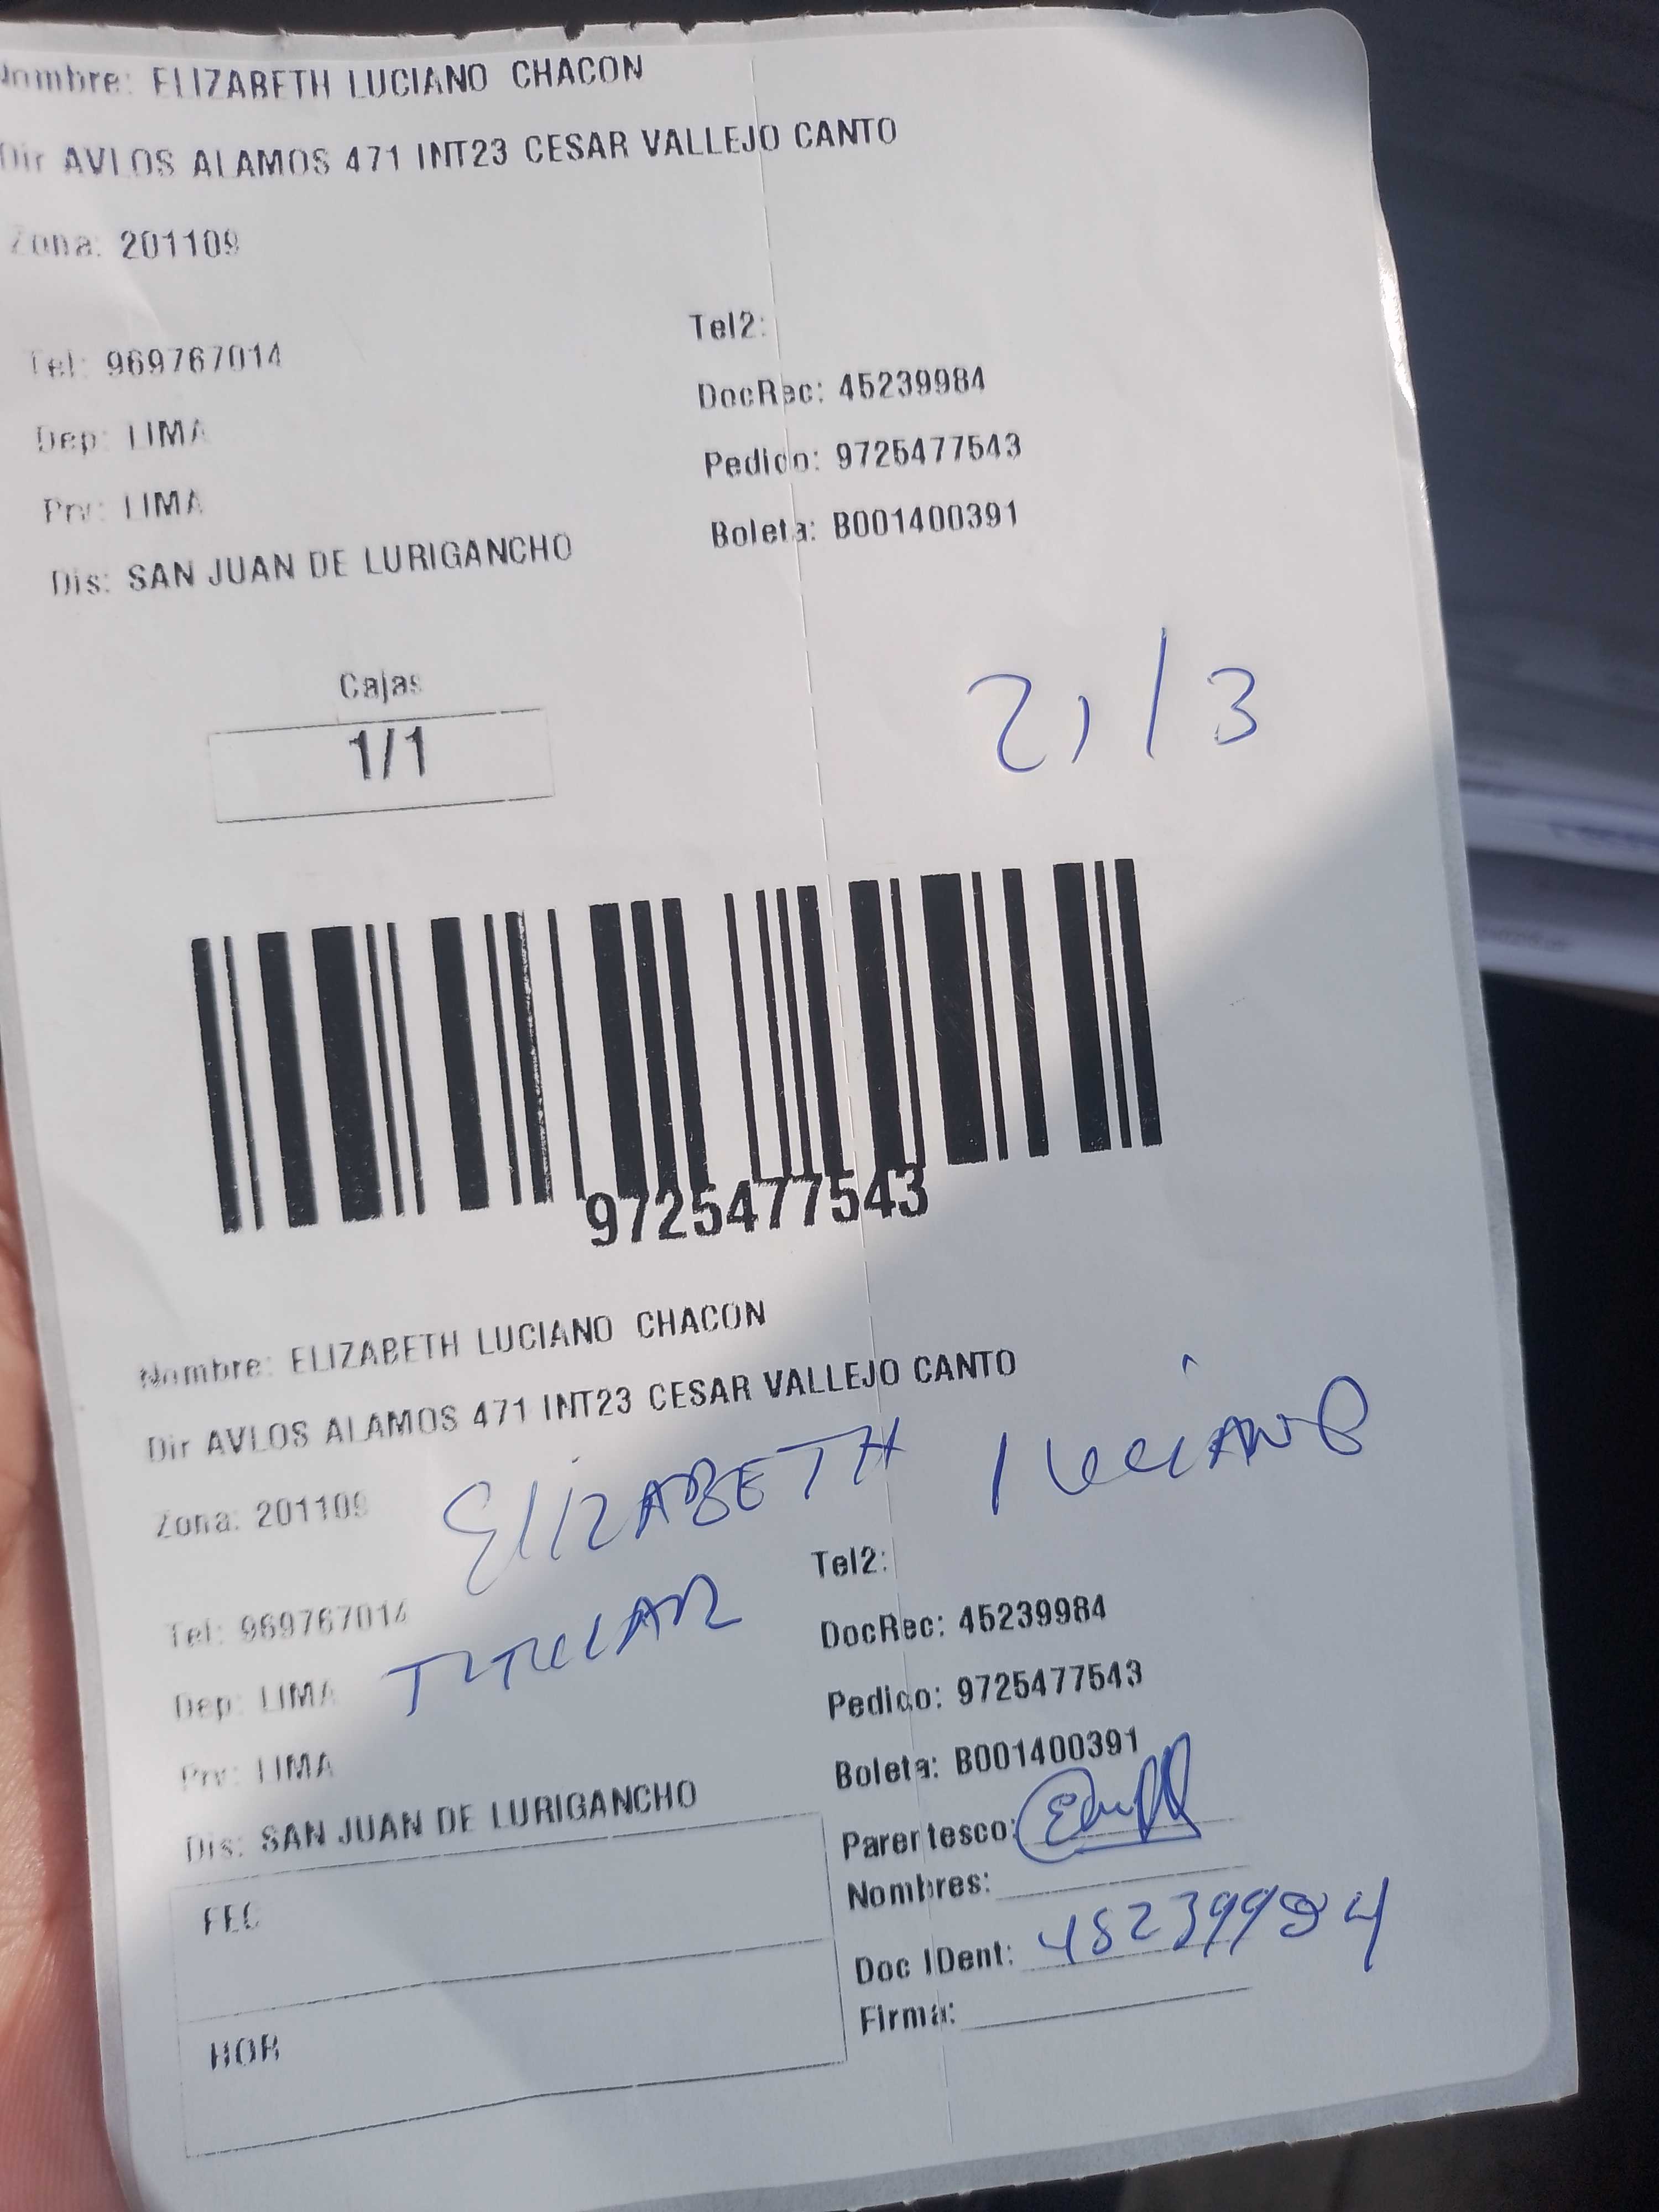 Nombre: ELIZABETH LUCIANO CHACON
Dir AVLOS ALAMOS 471 INT23 CESAR VALLEJO CANTO
Zona: 201109
Tel: 969767014
Tel2:
Dep: LIMA
DocRec: 45239984
Prv: LIMA
Pedido: 9725477543
Dis: SAN JUAN DE LURIGANCHO
Boleta: B001400391
Cajas
1/1
21/3
9725477543
Nombre: ELIZABETH LUCIANO CHACON
Dir AVLOS ALAMOS 471 INT23 CESAR VALLEJO CANTO
Zona: 201109
ELIZABETH LUCIANO
Tel: 969767014
Tel2:
TITULAR
DocRec: 45239984
Dep: LIMA
Pedido: 9725477543
Prv: LIMA
Boleta: B001400391
Dis: SAN JUAN DE LURIGANCHO
Parentesco:
Nombres:
FEC
Doc IDent: 45239984
Firma:
HOR